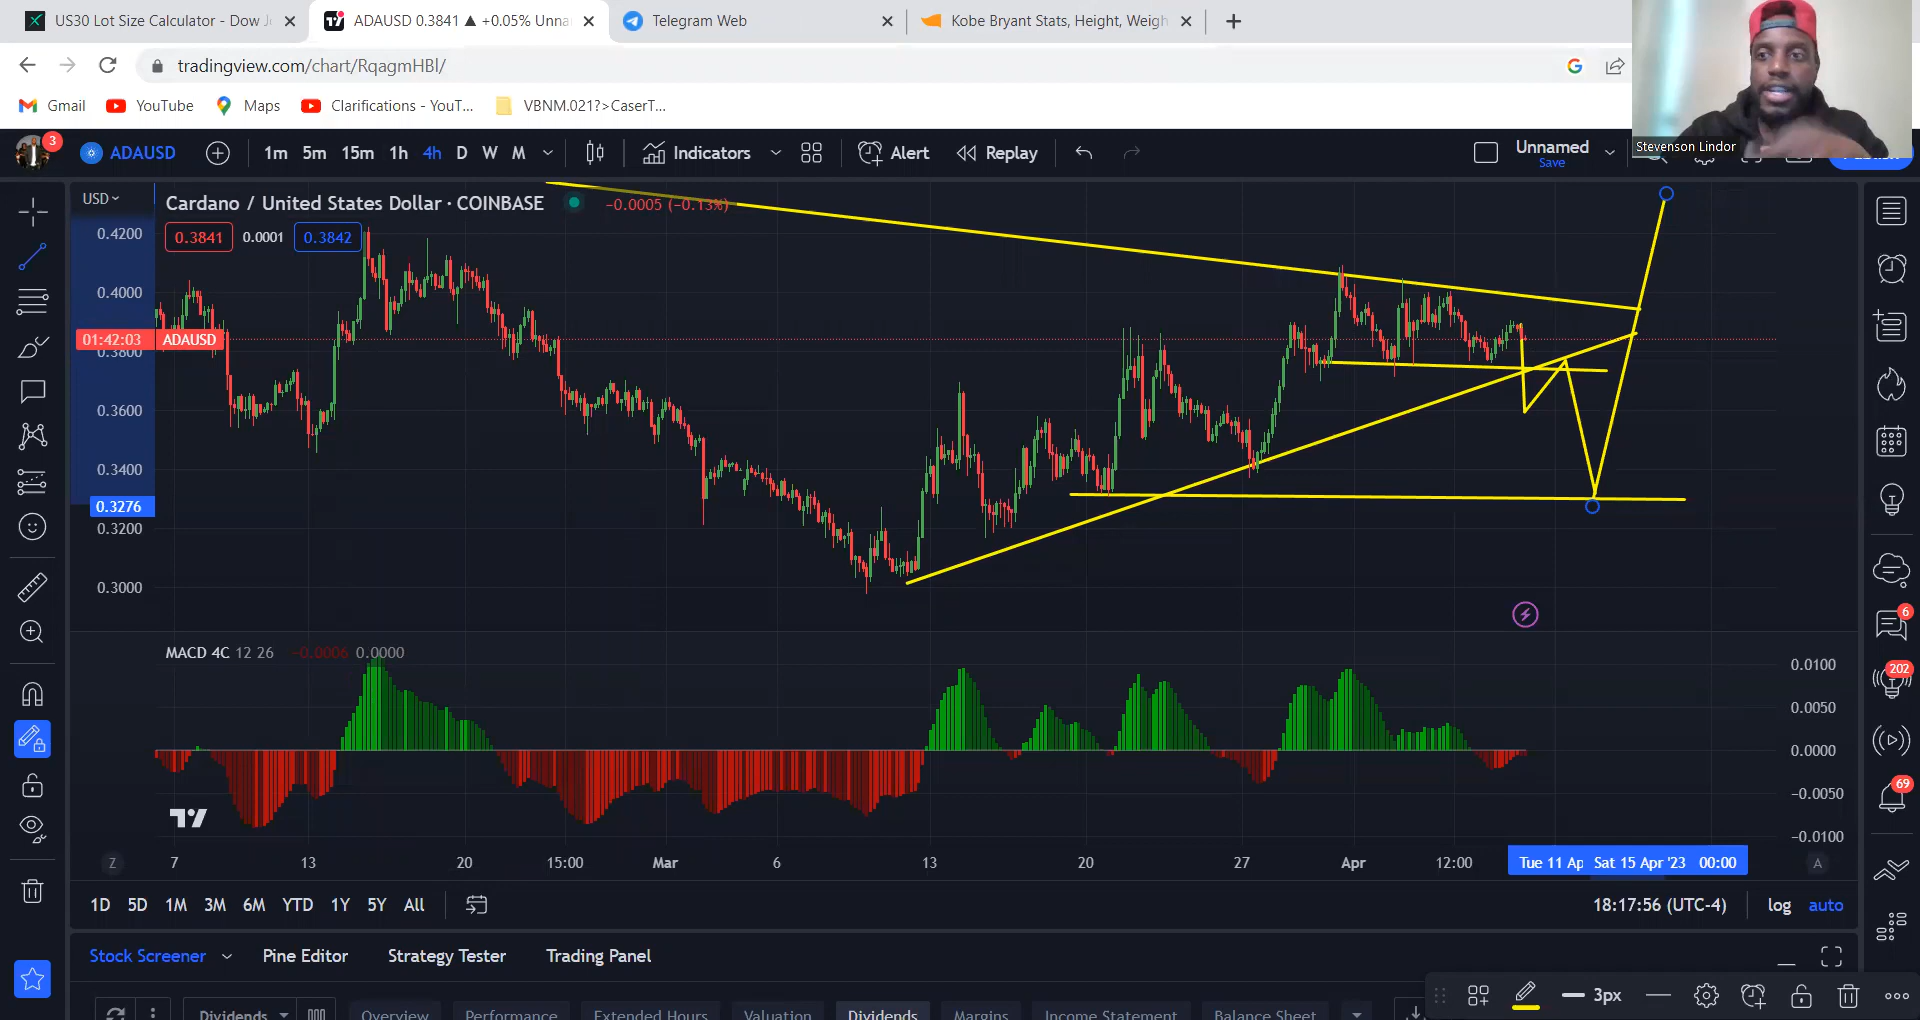 US30 Lot Size Calculator - Dow J
ADAUSD 0.3841 ▲ +0.05% Unna
Telegram Web
Kobe Bryant Stats, Height, Weigh
tradingview.com/chart/RqagmHBl/
Gmail
YouTube
Maps
Clarifications - YouT...
VBNM.021?>CaserT...
Stevenson Lindor
3
ADAUSD
1m 5m 15m 1h 4h D W M
Indicators
Alert
Replay
Unnamed
Save
USD
Cardano / United States Dollar · COINBASE
−0.0005 (−0.13%)
0.3841 0.0001 0.3842
0.4200
0.4000
01:42:03 ADAUSD
0.3800
0.3600
0.3400
0.3276
0.3200
0.3000
MACD 4C 12 26 −0.0006 0.0000
0.0100
0.0050
0.0000
−0.0050
−0.0100
6
202
69
Z 7 13 20 15:00 Mar 6 13 20 27 Apr 12:00 Tue 11 Ap Sat 15 Apr '23 00:00 A
1D 5D 1M 3M 6M YTD 1Y 5Y All
18:17:56 (UTC-4) log auto
Stock Screener Pine Editor Strategy Tester Trading Panel
3px
Dividends Overview Performance Extended Hours Valuation Dividends Margins Income Statement Balance Sheet